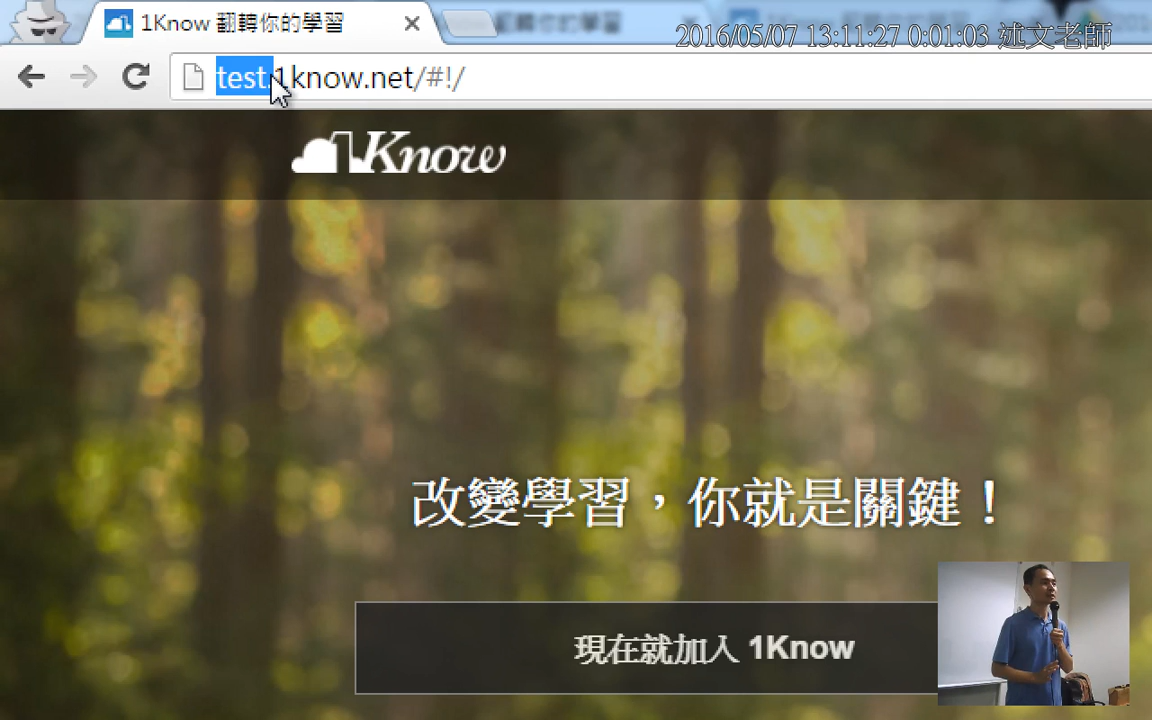 1Know 翻轉你的學習
2016/05/07 13:11:27 0:01:03 述文老師
test.1know.net/#!/
1Know
改變學習，你就是關鍵！
現在就加入 1Know